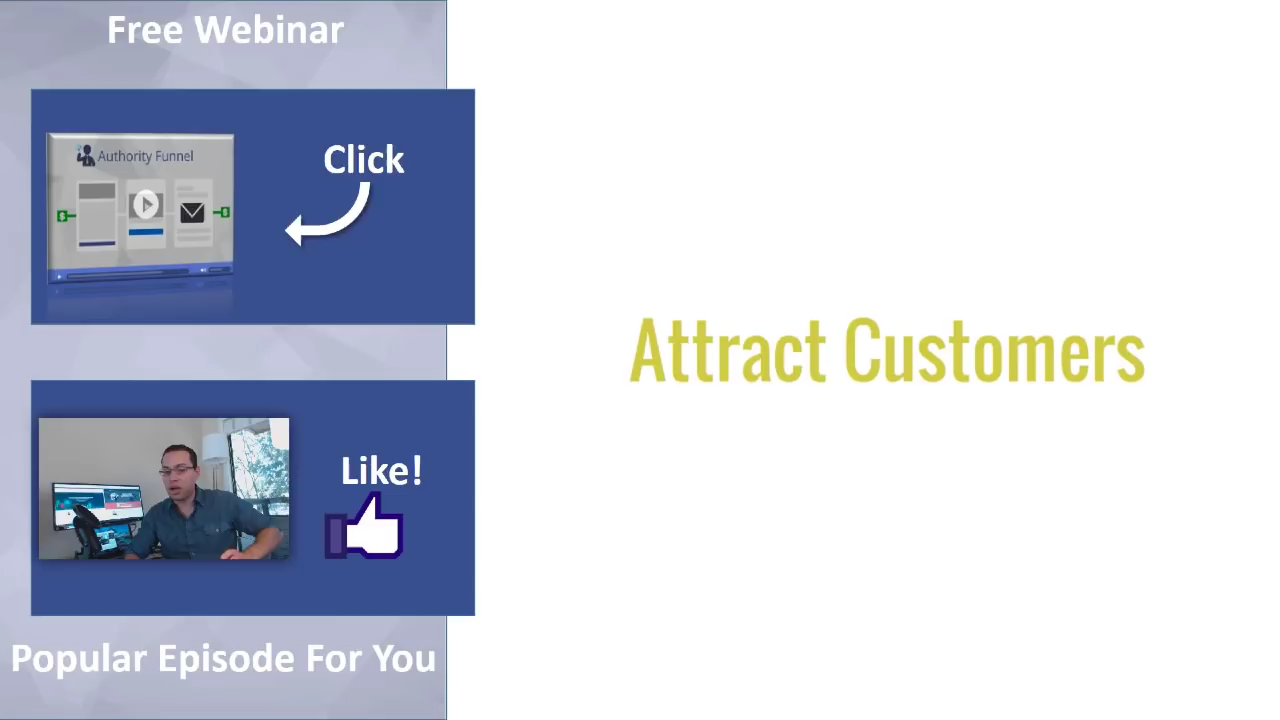 Free Webinar
Authority Funnel
Click
Attract Customers
Like!
Popular Episode For You